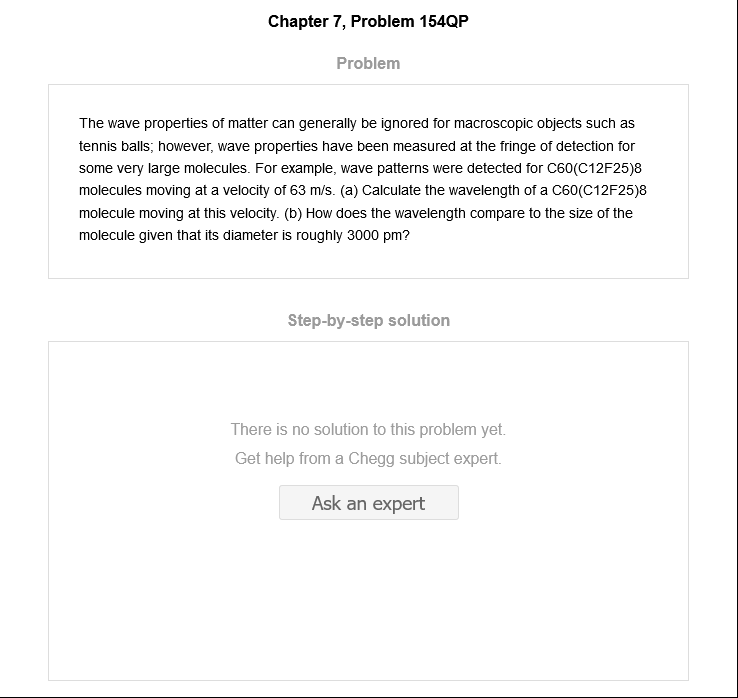 Chapter 7, Problem 154QP
Problem
The wave properties of matter can generally be ignored for macroscopic objects such as
tennis balls; however, wave properties have been measured at the fringe of detection for
some very large molecules. For example, wave patterns were detected for C60(C12F25)8
molecules moving at a velocity of 63 m/s. (a) Calculate the wavelength of a C60(C12F25)8
molecule moving at this velocity. (b) How does the wavelength compare to the size of the
molecule given that its diameter is roughly 3000 pm?
Step-by-step solution
There is no solution to this problem yet.
Get help from a Chegg subject expert.
Ask an expert